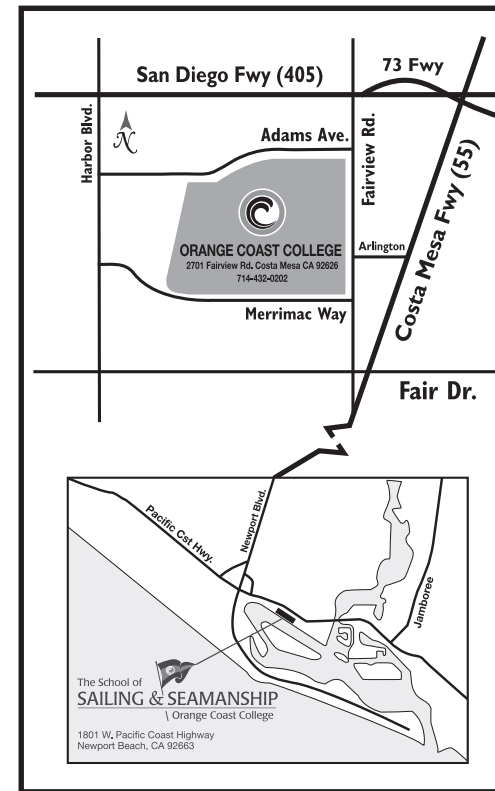 San Diego Fwy (405)
73 Fwy
Harbor Blvd.
N
Adams Ave.
Fairview Rd.
Costa Mesa Fwy (55)
ORANGE COAST COLLEGE
2701 Fairview Rd. Costa Mesa CA 92626
714-432-0202
Arlington
Merrimac Way
Fair Dr.
Pacific Cst Hwy.
Newport Blvd.
Jamboree
The School of
SAILING & SEAMANSHIP
\ Orange Coast College
1801 W. Pacific Coast Highway
Newport Beach, CA 92663